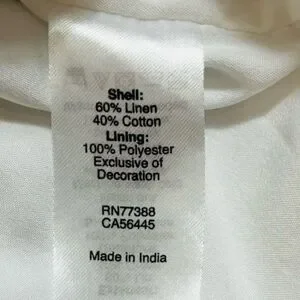 Shell:
60% Linen
40% Cotton
Lining:
100% Polyester
Exclusive of
Decoration
RN77388
CA56445
Made in India